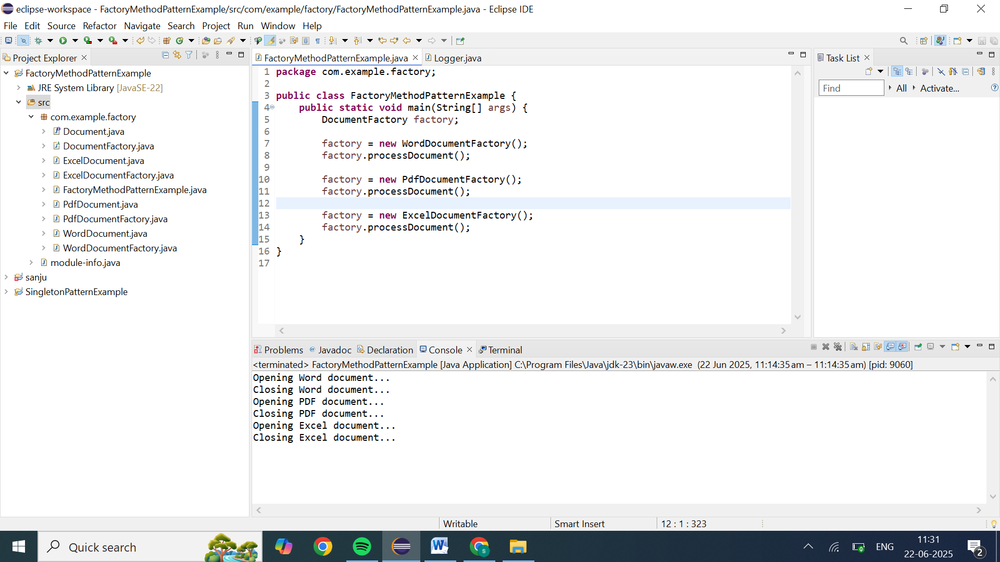 eclipse-workspace - FactoryMethodPatternExample/src/com/example/factory/FactoryMethodPatternExample.java - Eclipse IDE
File Edit Source Refactor Navigate Search Project Run Window Help
Project Explorer
FactoryMethodPatternExample
JRE System Library [JavaSE-22]
src
com.example.factory
Document.java
DocumentFactory.java
ExcelDocument.java
ExcelDocumentFactory.java
FactoryMethodPatternExample.java
PdfDocument.java
PdfDocumentFactory.java
WordDocument.java
WordDocumentFactory.java
module-info.java
sanju
SingletonPatternExample
FactoryMethodPatternExample.java Logger.java
1 package com.example.factory;
2
3 public class FactoryMethodPatternExample {
4 public static void main(String[] args) {
5 DocumentFactory factory;
6
7 factory = new WordDocumentFactory();
8 factory.processDocument();
9
10 factory = new PdfDocumentFactory();
11 factory.processDocument();
12
13 factory = new ExcelDocumentFactory();
14 factory.processDocument();
15 }
16 }
17
Task List
Find All Activate...
Problems Javadoc Declaration Console Terminal
<terminated> FactoryMethodPatternExample [Java Application] C:\Program Files\Java\jdk-23\bin\javaw.exe (22 Jun 2025, 11:14:35 am – 11:14:35 am) [pid: 9060]
Opening Word document...
Closing Word document...
Opening PDF document...
Closing PDF document...
Opening Excel document...
Closing Excel document...
Writable Smart Insert 12 : 1 : 323
Quick search
ENG
11:31
22-06-2025
2